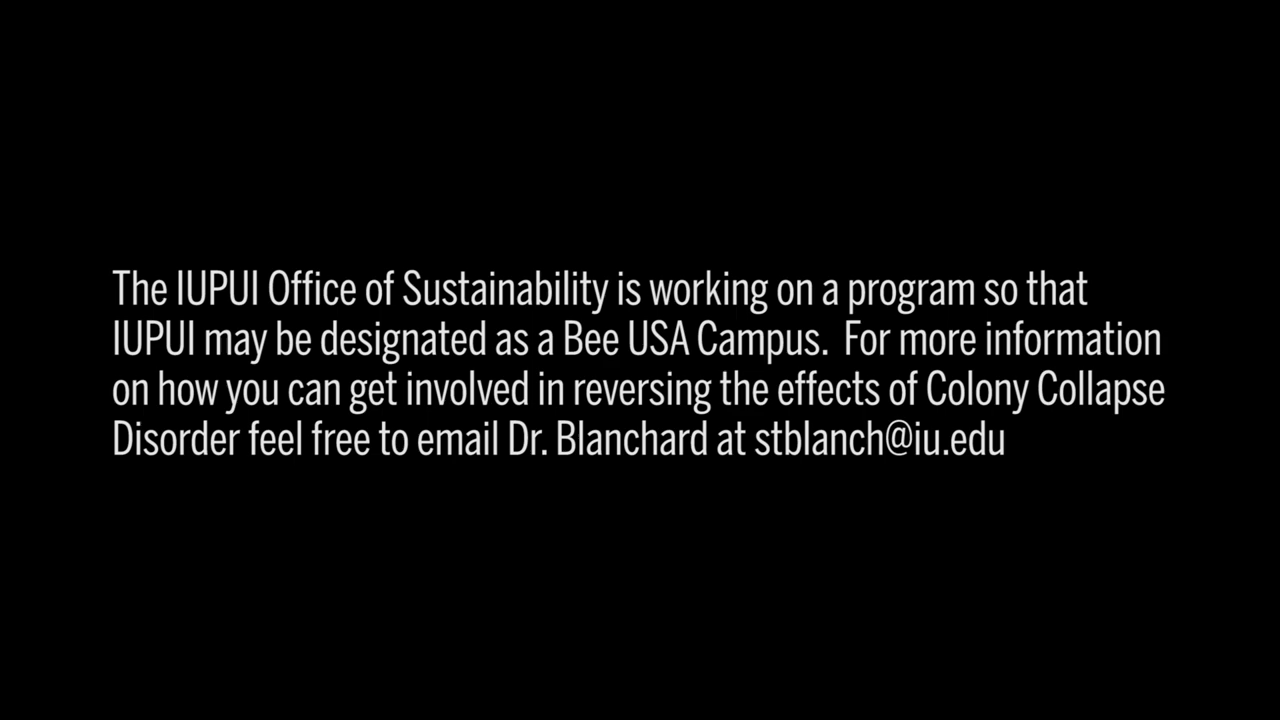 The IUPUI Office of Sustainability is working on a program so that
IUPUI may be designated as a Bee USA Campus.  For more information
on how you can get involved in reversing the effects of Colony Collapse
Disorder feel free to email Dr. Blanchard at stblanch@iu.edu